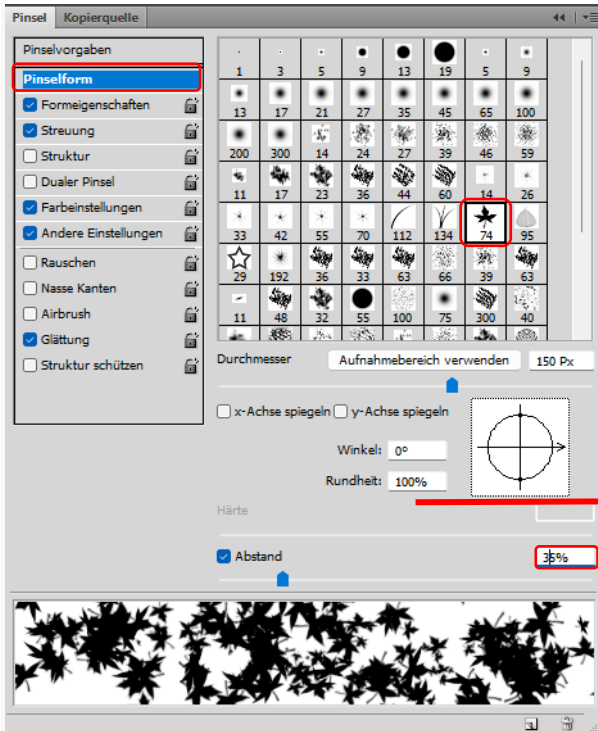 Pinsel Kopierquelle
Pinselvorgaben
Pinselform
Formeigenschaften
Streuung
Struktur
Dualer Pinsel
Farbeinstellungen
Andere Einstellungen
Rauschen
Nasse Kanten
Airbrush
Glättung
Struktur schützen
1 3 5 9 13 19 5 9
13 17 21 27 35 45 65 100
200 300 14 24 27 39 46 59
11 17 23 36 44 60 14 26
33 42 55 70 112 134 74 95
29 192 36 33 63 66 39 63
11 48 32 55 100 75 300 40
Durchmesser Aufnahmebereich verwenden 150 Px
x-Achse spiegeln y-Achse spiegeln
Winkel: 0°
Rundheit: 100%
Härte
Abstand 35%